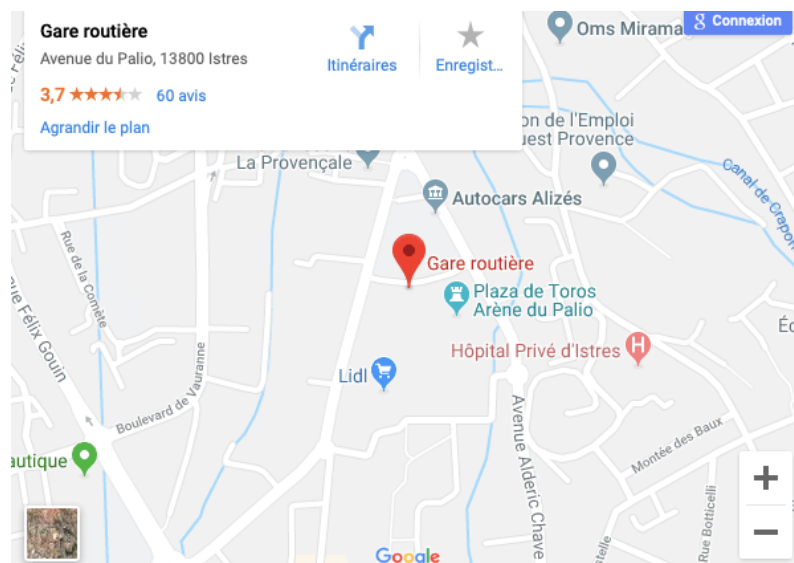 Gare routière
Avenue du Palio, 13800 Istres
3,7
60 avis
Agrandir le plan
Itinéraires
Enregist...
Oms Mirama
Connexion
on de l'Emploi
uest Provence
La Provençale
Canal de Crapon
Autocars Alizés
Gare routière
Plaza de Toros
Arène du Palio
Rue de la Comète
ue Félix Gouin
Hôpital Privé d'Istres
Lidl
Boulevard de Vauranne
Avenue Alderic Chave
Montée des Baux
autique
Rue Botticelli
stelle
Google